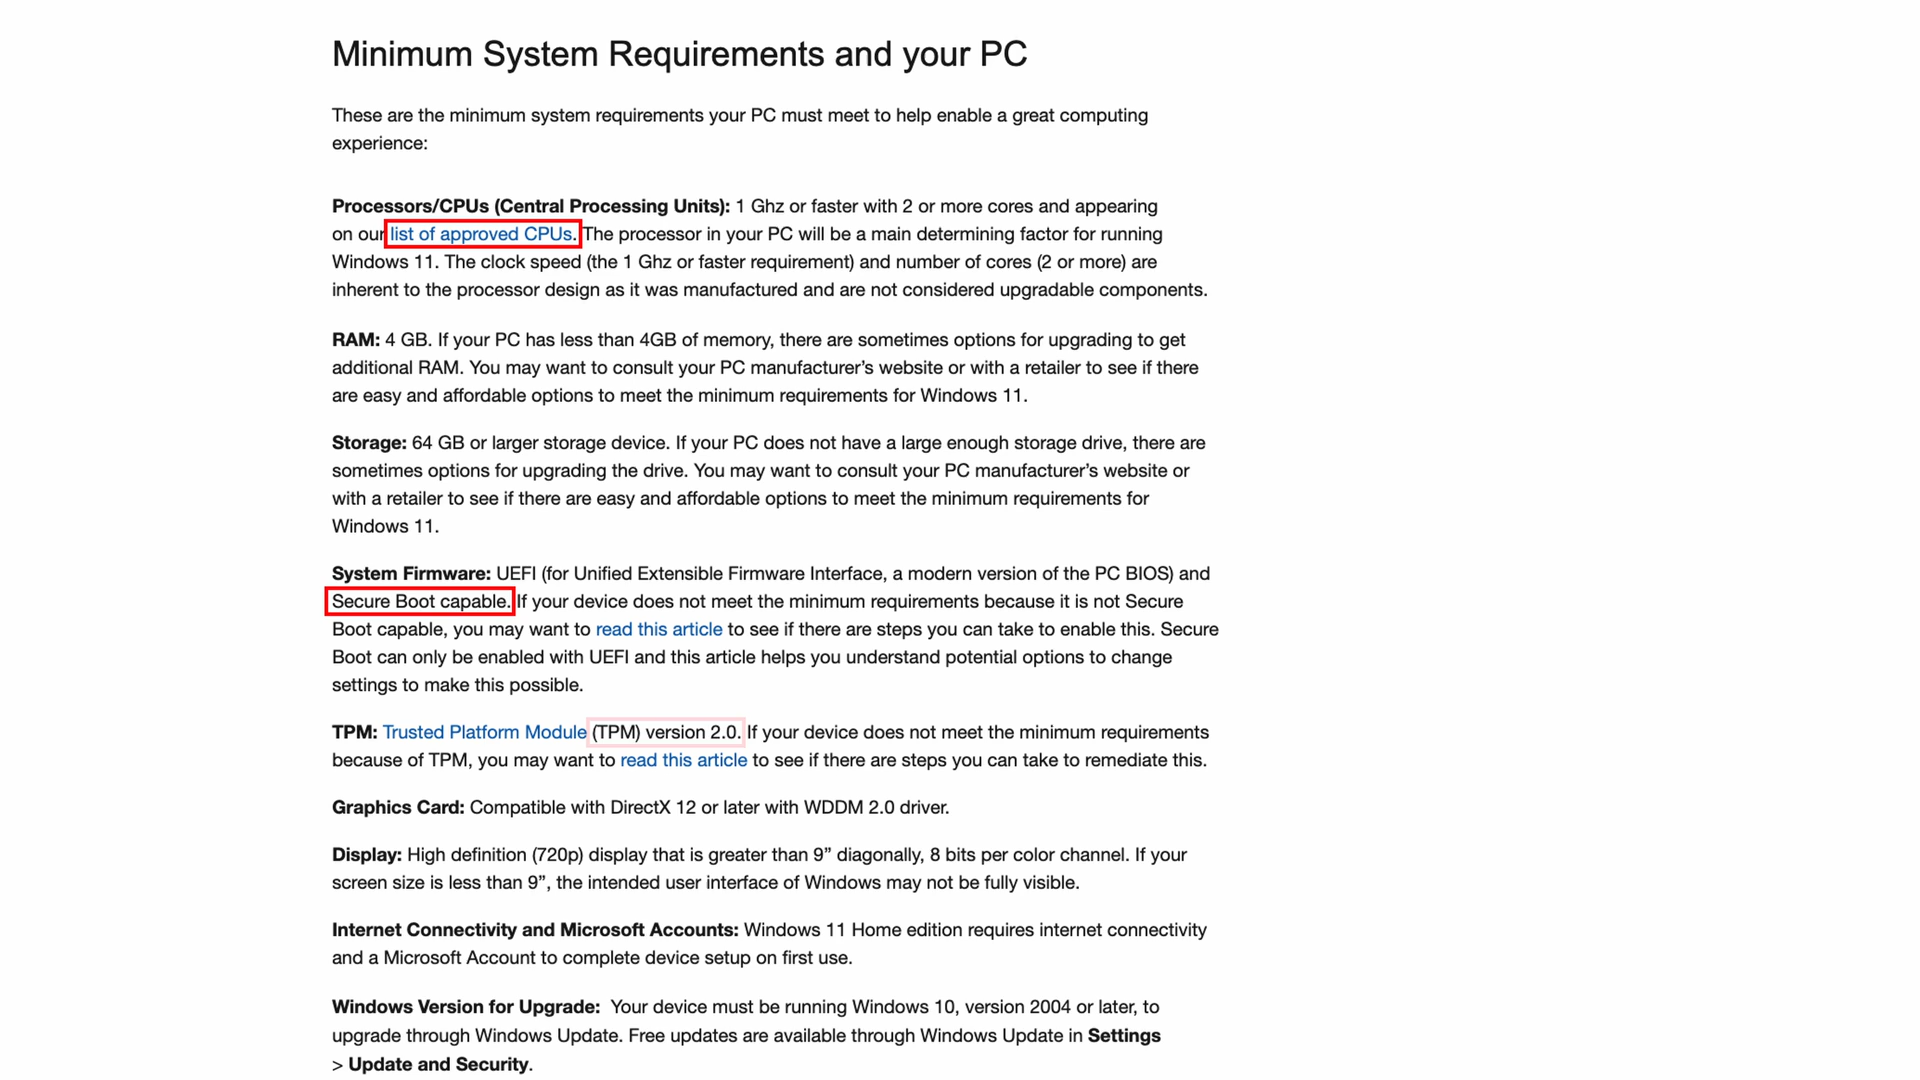 Minimum System Requirements and your PC
These are the minimum system requirements your PC must meet to help enable a great computing
experience:
Processors/CPUs (Central Processing Units): 1 Ghz or faster with 2 or more cores and appearing
on our list of approved CPUs. The processor in your PC will be a main determining factor for running
Windows 11. The clock speed (the 1 Ghz or faster requirement) and number of cores (2 or more) are
inherent to the processor design as it was manufactured and are not considered upgradable components.
RAM: 4 GB. If your PC has less than 4GB of memory, there are sometimes options for upgrading to get
additional RAM. You may want to consult your PC manufacturer’s website or with a retailer to see if there
are easy and affordable options to meet the minimum requirements for Windows 11.
Storage: 64 GB or larger storage device. If your PC does not have a large enough storage drive, there are
sometimes options for upgrading the drive. You may want to consult your PC manufacturer’s website or
with a retailer to see if there are easy and affordable options to meet the minimum requirements for
Windows 11.
System Firmware: UEFI (for Unified Extensible Firmware Interface, a modern version of the PC BIOS) and
Secure Boot capable. If your device does not meet the minimum requirements because it is not Secure
Boot capable, you may want to read this article to see if there are steps you can take to enable this. Secure
Boot can only be enabled with UEFI and this article helps you understand potential options to change
settings to make this possible.
TPM: Trusted Platform Module (TPM) version 2.0. If your device does not meet the minimum requirements
because of TPM, you may want to read this article to see if there are steps you can take to remediate this.
Graphics Card: Compatible with DirectX 12 or later with WDDM 2.0 driver.
Display: High definition (720p) display that is greater than 9” diagonally, 8 bits per color channel. If your
screen size is less than 9”, the intended user interface of Windows may not be fully visible.
Internet Connectivity and Microsoft Accounts: Windows 11 Home edition requires internet connectivity
and a Microsoft Account to complete device setup on first use.
Windows Version for Upgrade: Your device must be running Windows 10, version 2004 or later, to
upgrade through Windows Update. Free updates are available through Windows Update in Settings
> Update and Security.